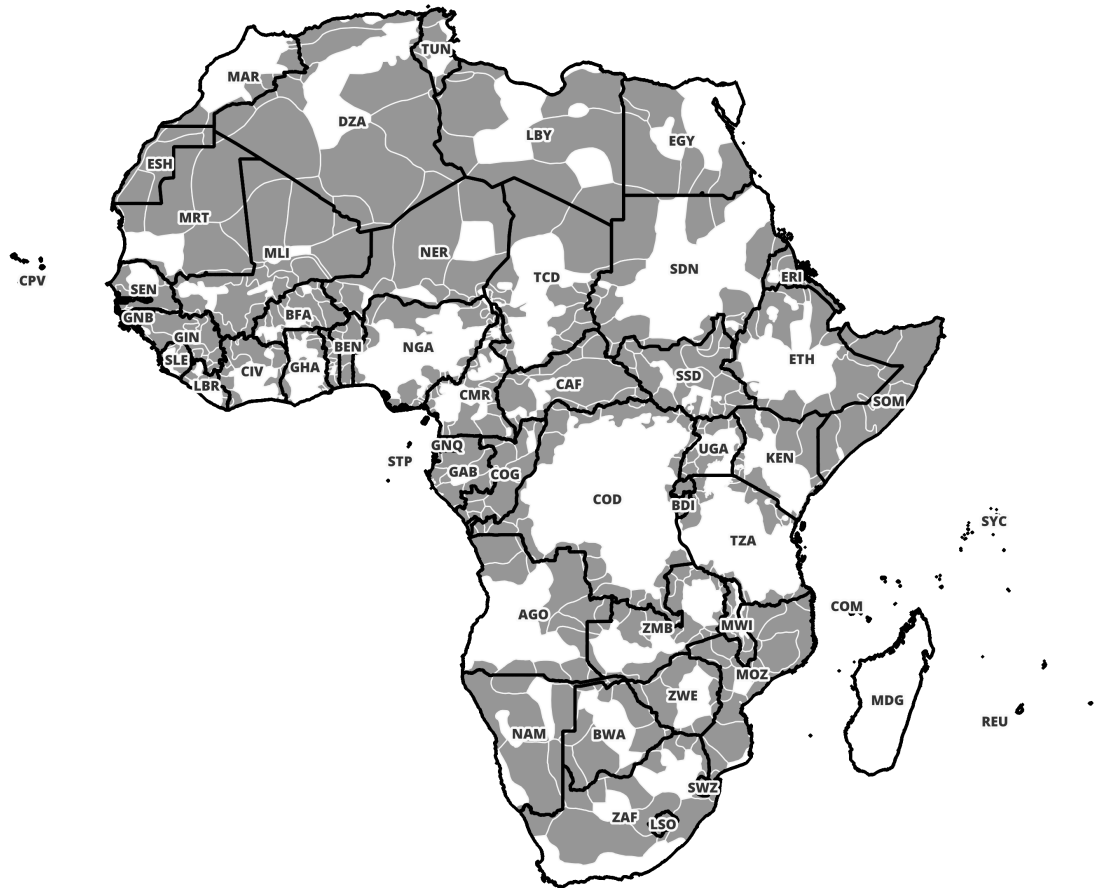 TUN
MAR
DZA
LBY
EGY
ESH
MRT
MLI
NER
CPV
TCD
SDN
ERI
SEN
GNB
BFA
GIN
BEN
NGA
SLE
CIV
GHA
ETH
LBR
CAF
SSD
CMR
SOM
GNQ
UGA
KEN
STP
GAB
COG
COD
BDI
SYC
TZA
COM
AGO
ZMB
MWI
MOZ
ZWE
MDG
REU
NAM
BWA
SWZ
ZAF
LSO